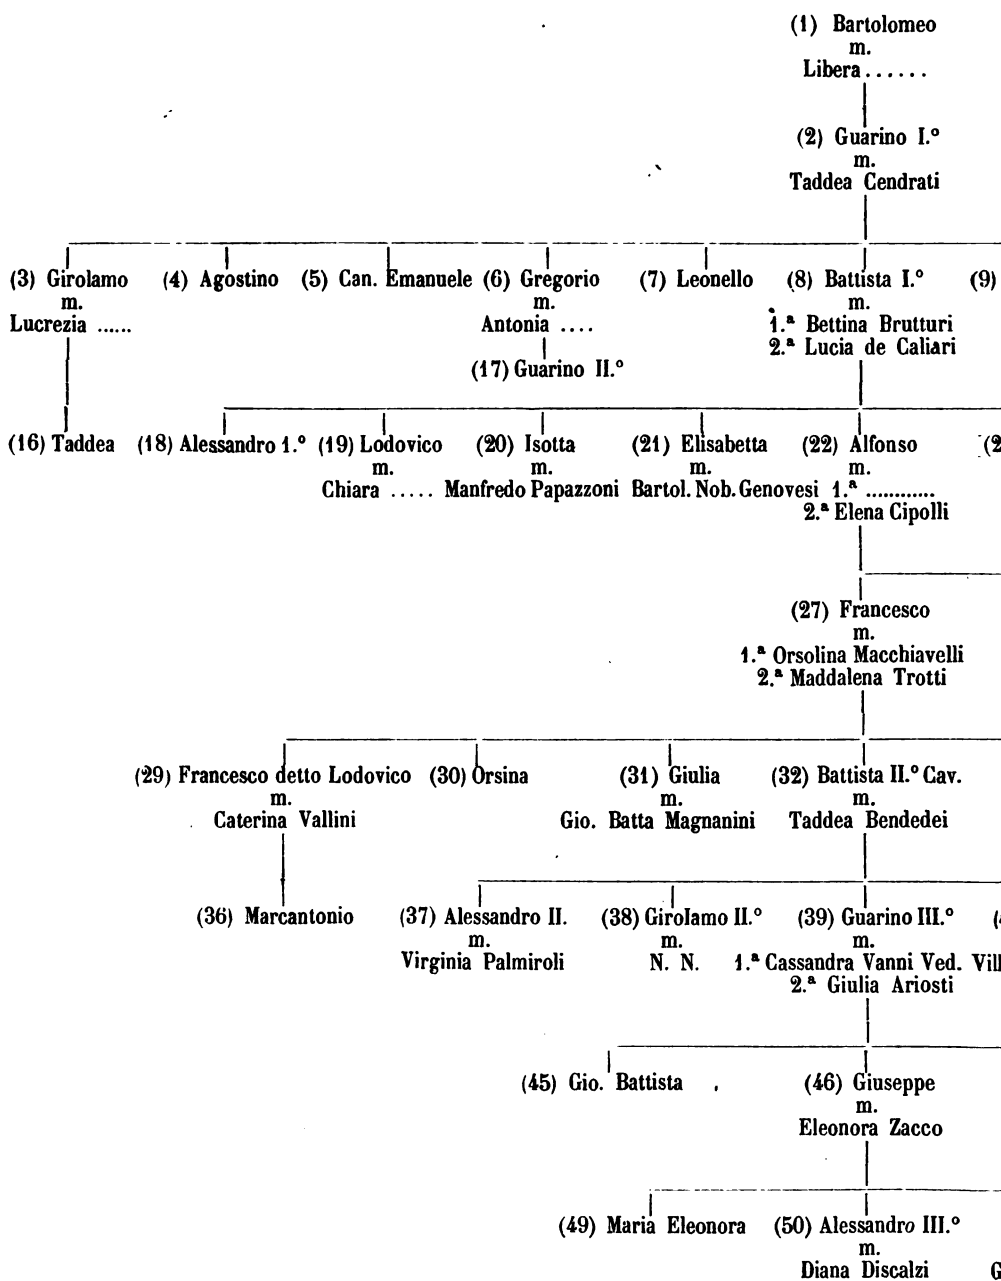 (1) Bartolomeo
m.
Libera......
(2) Guarino I.º
m.
Taddea Cendrati
(3) Girolamo (4) Agostino (5) Can. Emanuele (6) Gregorio (7) Leonello (8) Battista I.º (9)
m. m. m.
Lucrezia ...... Antonia .... 1.ª Bettina Brutturi
2.ª Lucia de Caliari
(17) Guarino II.º
(16) Taddea (18) Alessandro 1.º (19) Lodovico (20) Isotta (21) Elisabetta (22) Alfonso (2
m. m. m. m.
Chiara ..... Manfredo Papazzoni Bartol. Nob. Genovesi 1.ª ............
2.ª Elena Cipolli
(27) Francesco
m.
1.ª Orsolina Macchiavelli
2.ª Maddalena Trotti
(29) Francesco detto Lodovico (30) Orsina (31) Giulia (32) Battista II.º Cav.
m. m. m.
Caterina Vallini Gio. Batta Magnanini Taddea Bendedei
(36) Marcantonio (37) Alessandro II. (38) Girolamo II.º (39) Guarino III.º
m. m. m.
Virginia Palmiroli N. N. 1.ª Cassandra Vanni Ved. Vill
2.ª Giulia Ariosti
(45) Gio. Battista (46) Giuseppe
m.
Eleonora Zacco
(49) Maria Eleonora (50) Alessandro III.º
m.
Diana Discalzi G